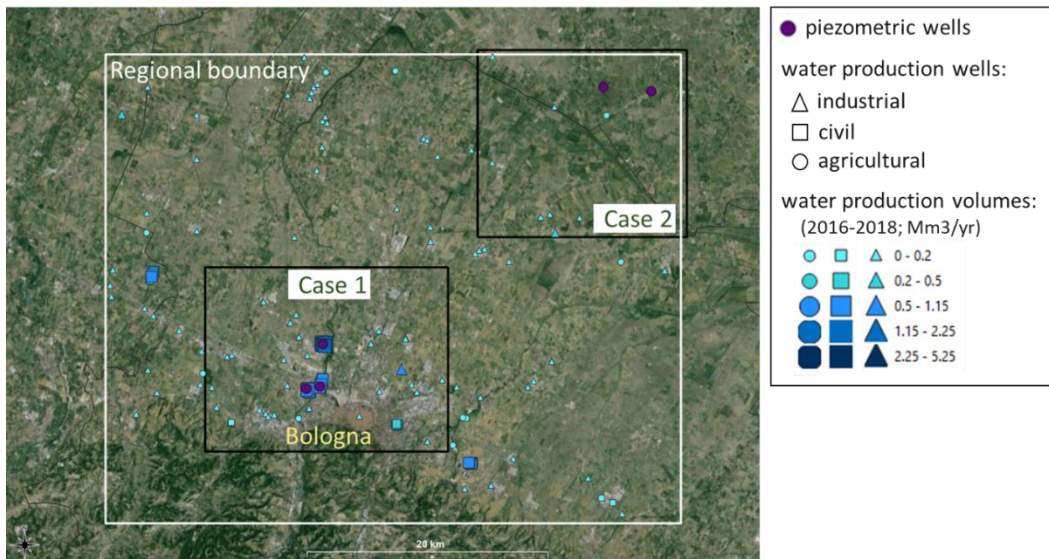 Regional boundary
Case 2
Case 1
Bologna
20 km
piezometric wells
water production wells:
industrial
civil
agricultural
water production volumes:
(2016-2018; Mm3/yr)
0 - 0.2
0.2 - 0.5
0.5 - 1.15
1.15 - 2.25
2.25 - 5.25